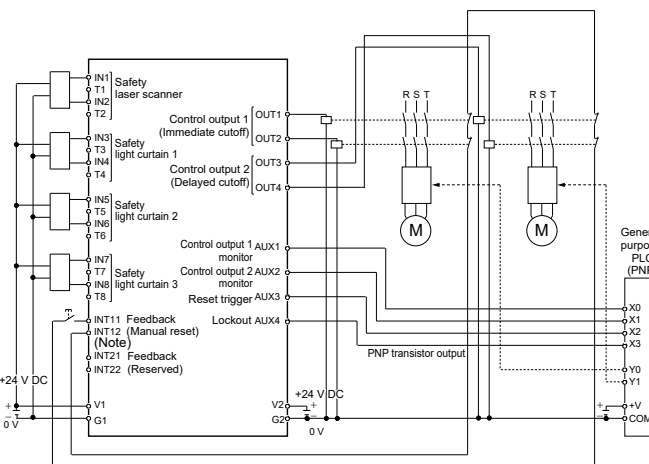 R S T
R S T
IN1
T1
IN2
T2
Safety
laser scanner
OUT1
Control output 1
(Immediate cutoff)
OUT2
IN3
T3
IN4
T4
Safety
light curtain 1
OUT3
Control output 2
(Delayed cutoff)
OUT4
IN5
T5
IN6
T6
Safety
light curtain 2
M
M
IN7
T7
IN8
T8
Safety
light curtain 3
Control output 1 AUX1
monitor
Control output 2 AUX2
monitor
Reset trigger AUX3
Lockout AUX4
INT11 Feedback
INT12 (Manual reset)
(Note)
INT21 Feedback
INT22 (Reserved)
PLC
(PNP
X0
X1
X2
X3
PNP transistor output
Y0
Y1
+24 V DC
+
−
0 V
V1
G1
+24 V DC
V2
G2
+
−
0 V
+
−
+V
COM